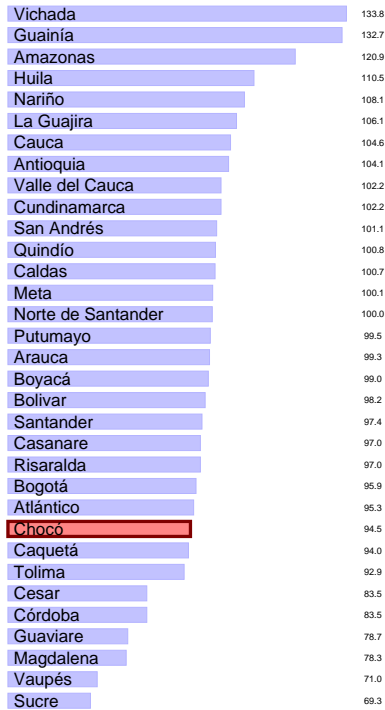 Vichada 133.8
Guainía 132.7
Amazonas 120.9
Huila 110.5
Nariño 108.1
La Guajira 106.1
Cauca 104.6
Antioquia 104.1
Valle del Cauca 102.2
Cundinamarca 102.2
San Andrés 101.1
Quindío 100.8
Caldas 100.7
Meta 100.1
Norte de Santander 100.0
Putumayo 99.5
Arauca 99.3
Boyacá 99.0
Bolivar 98.2
Santander 97.4
Casanare 97.0
Risaralda 97.0
Bogotá 95.9
Atlántico 95.3
Chocó 94.5
Caquetá 94.0
Tolima 92.9
Cesar 83.5
Córdoba 83.5
Guaviare 78.7
Magdalena 78.3
Vaupés 71.0
Sucre 69.3